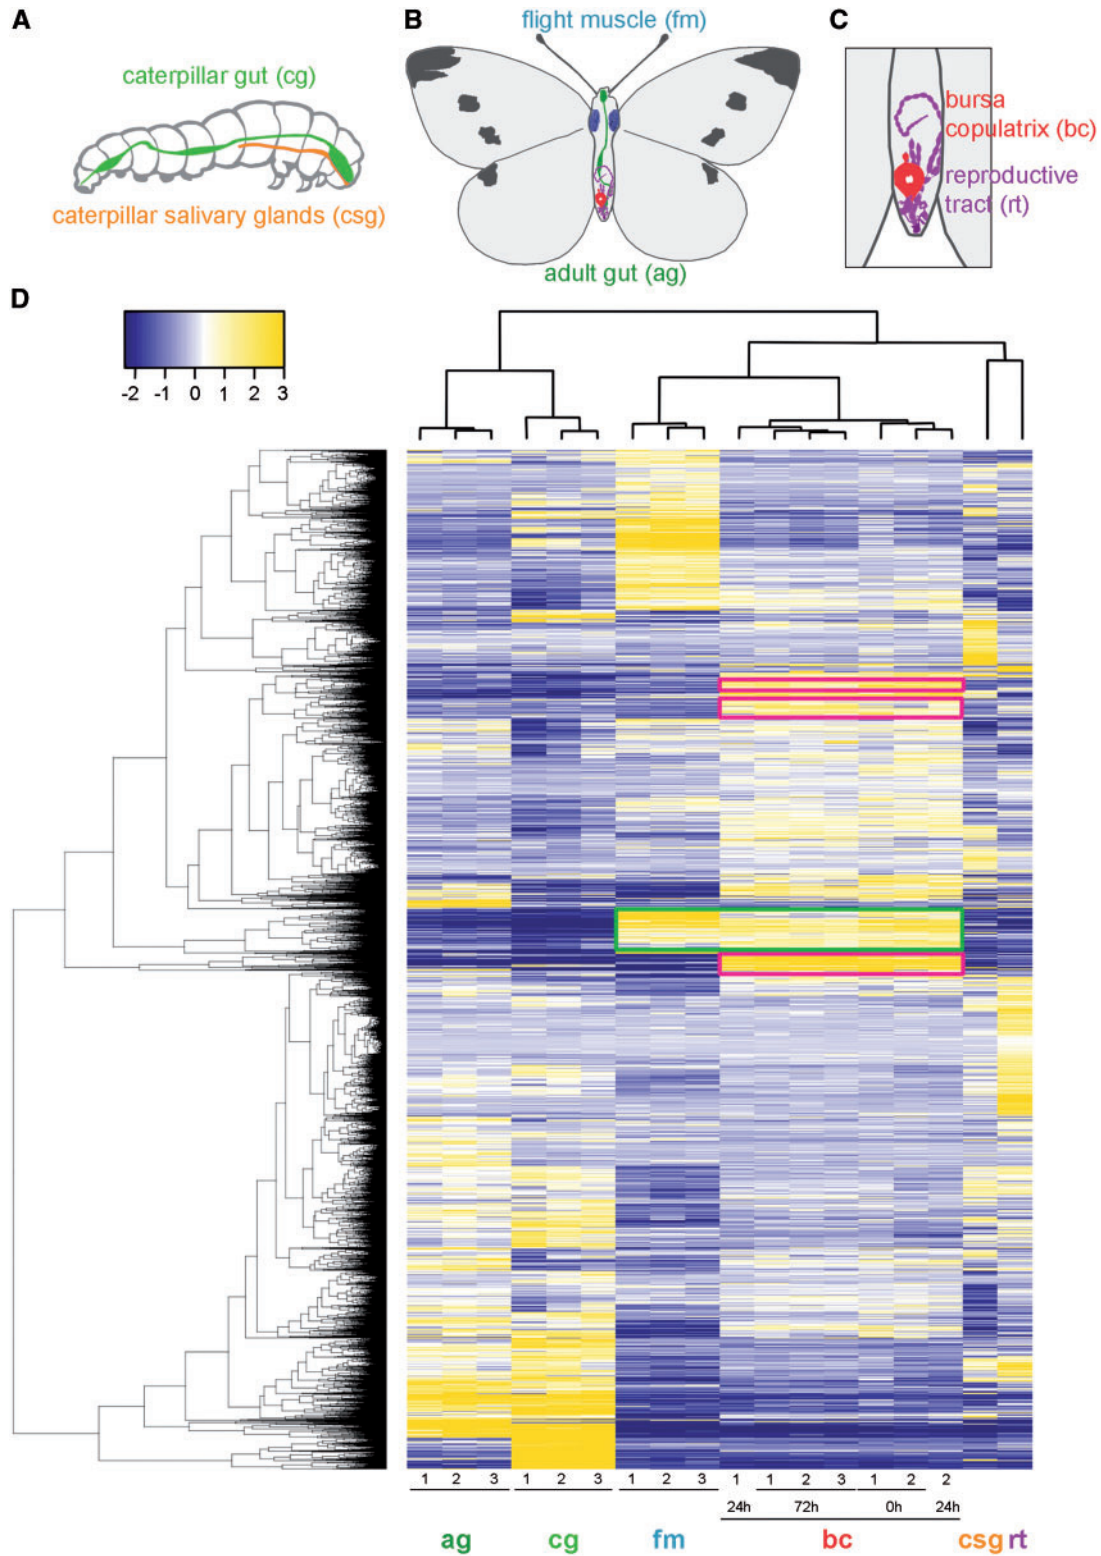 A
B
C
flight muscle (fm)
caterpillar gut (cg)
bursa
copulatrix (bc)
reproductive
tract (rt)
caterpillar salivary glands (csg)
adult gut (ag)
D
-2 -1 0 1 2 3
1 2 3 1 2 3 1 2 3 1 1 2 3 1 2 2
24h 72h 0h 24h
ag cg fm bc csg rt